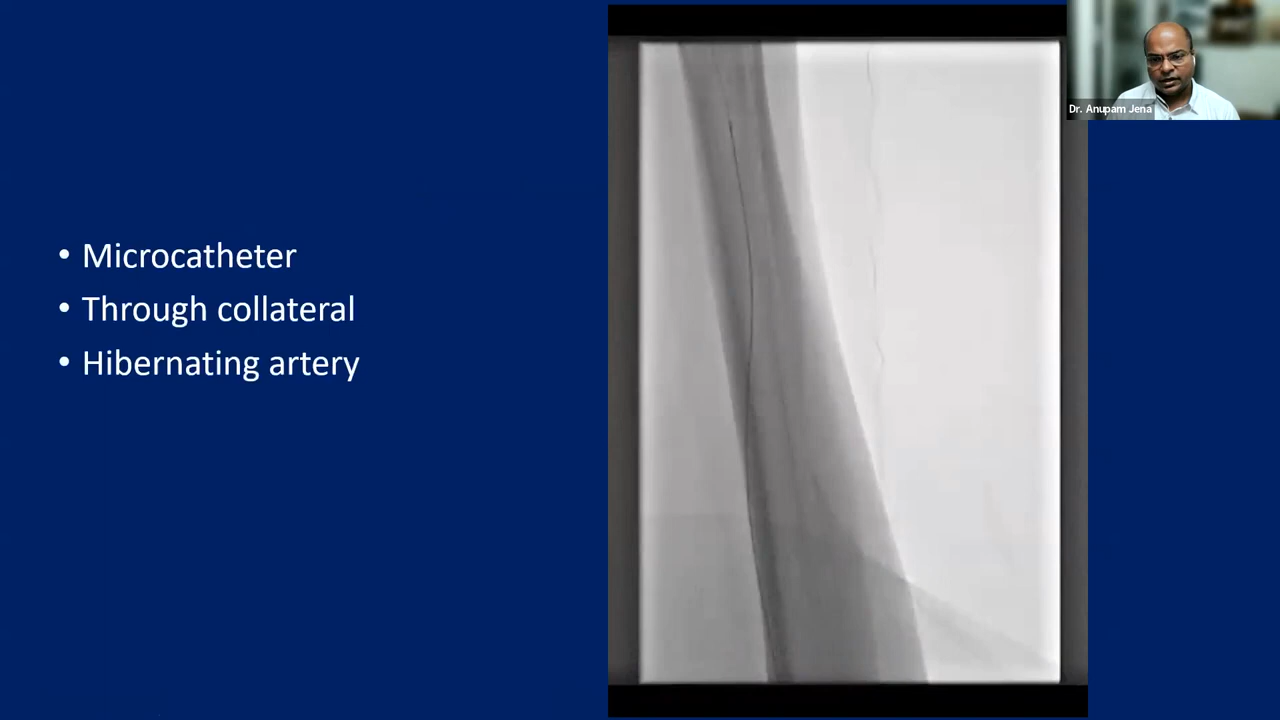 • Microcatheter
• Through collateral
• Hibernating artery
Dr. Anupam Jena